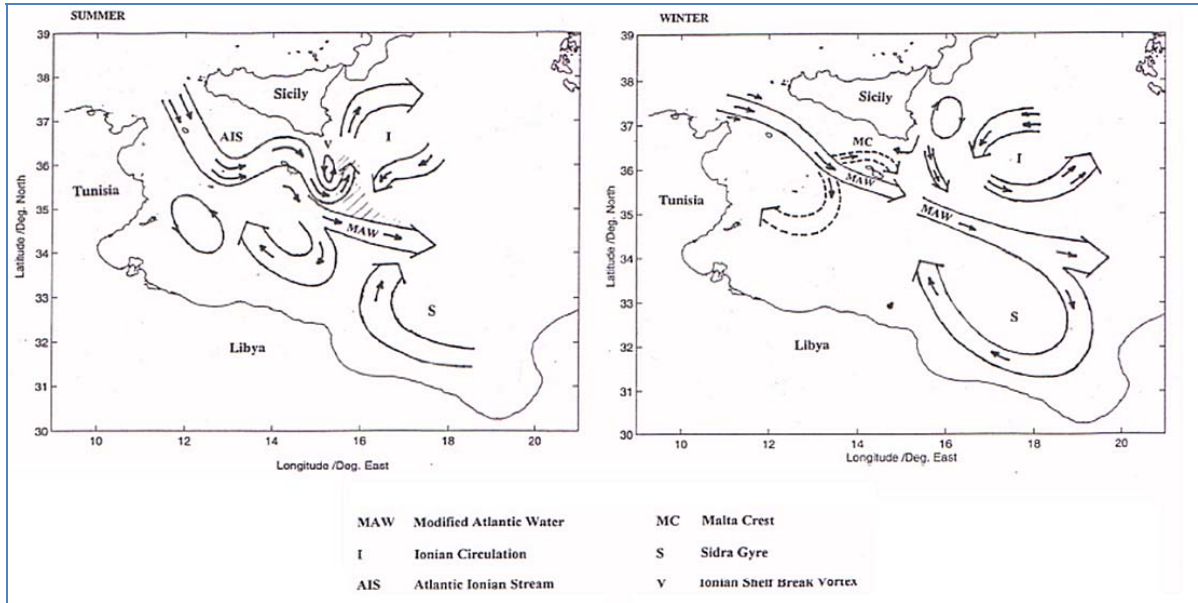 SUMMER
39
38
37
36
35
34
33
32
31
30
10 12 14 16 18 20
Latitude /Deg. North
Longitude /Deg. East
Sicily
AIS
I
V
Tunisia
MAW
S
Libya
WINTER
39
38
37
36
35
34
33
32
31
30
10 12 14 16 18 20
Latitude /Deg. North
Longitude /Deg. East
Sicily
MC
I
MAW
Tunisia
MAW
S
Libya
MAW Modified Atlantic Water
I Ionian Circulation
AIS Atlantic Ionian Stream
MC Malta Crest
S Sidra Gyre
V Ionian Shelf Break Vortex